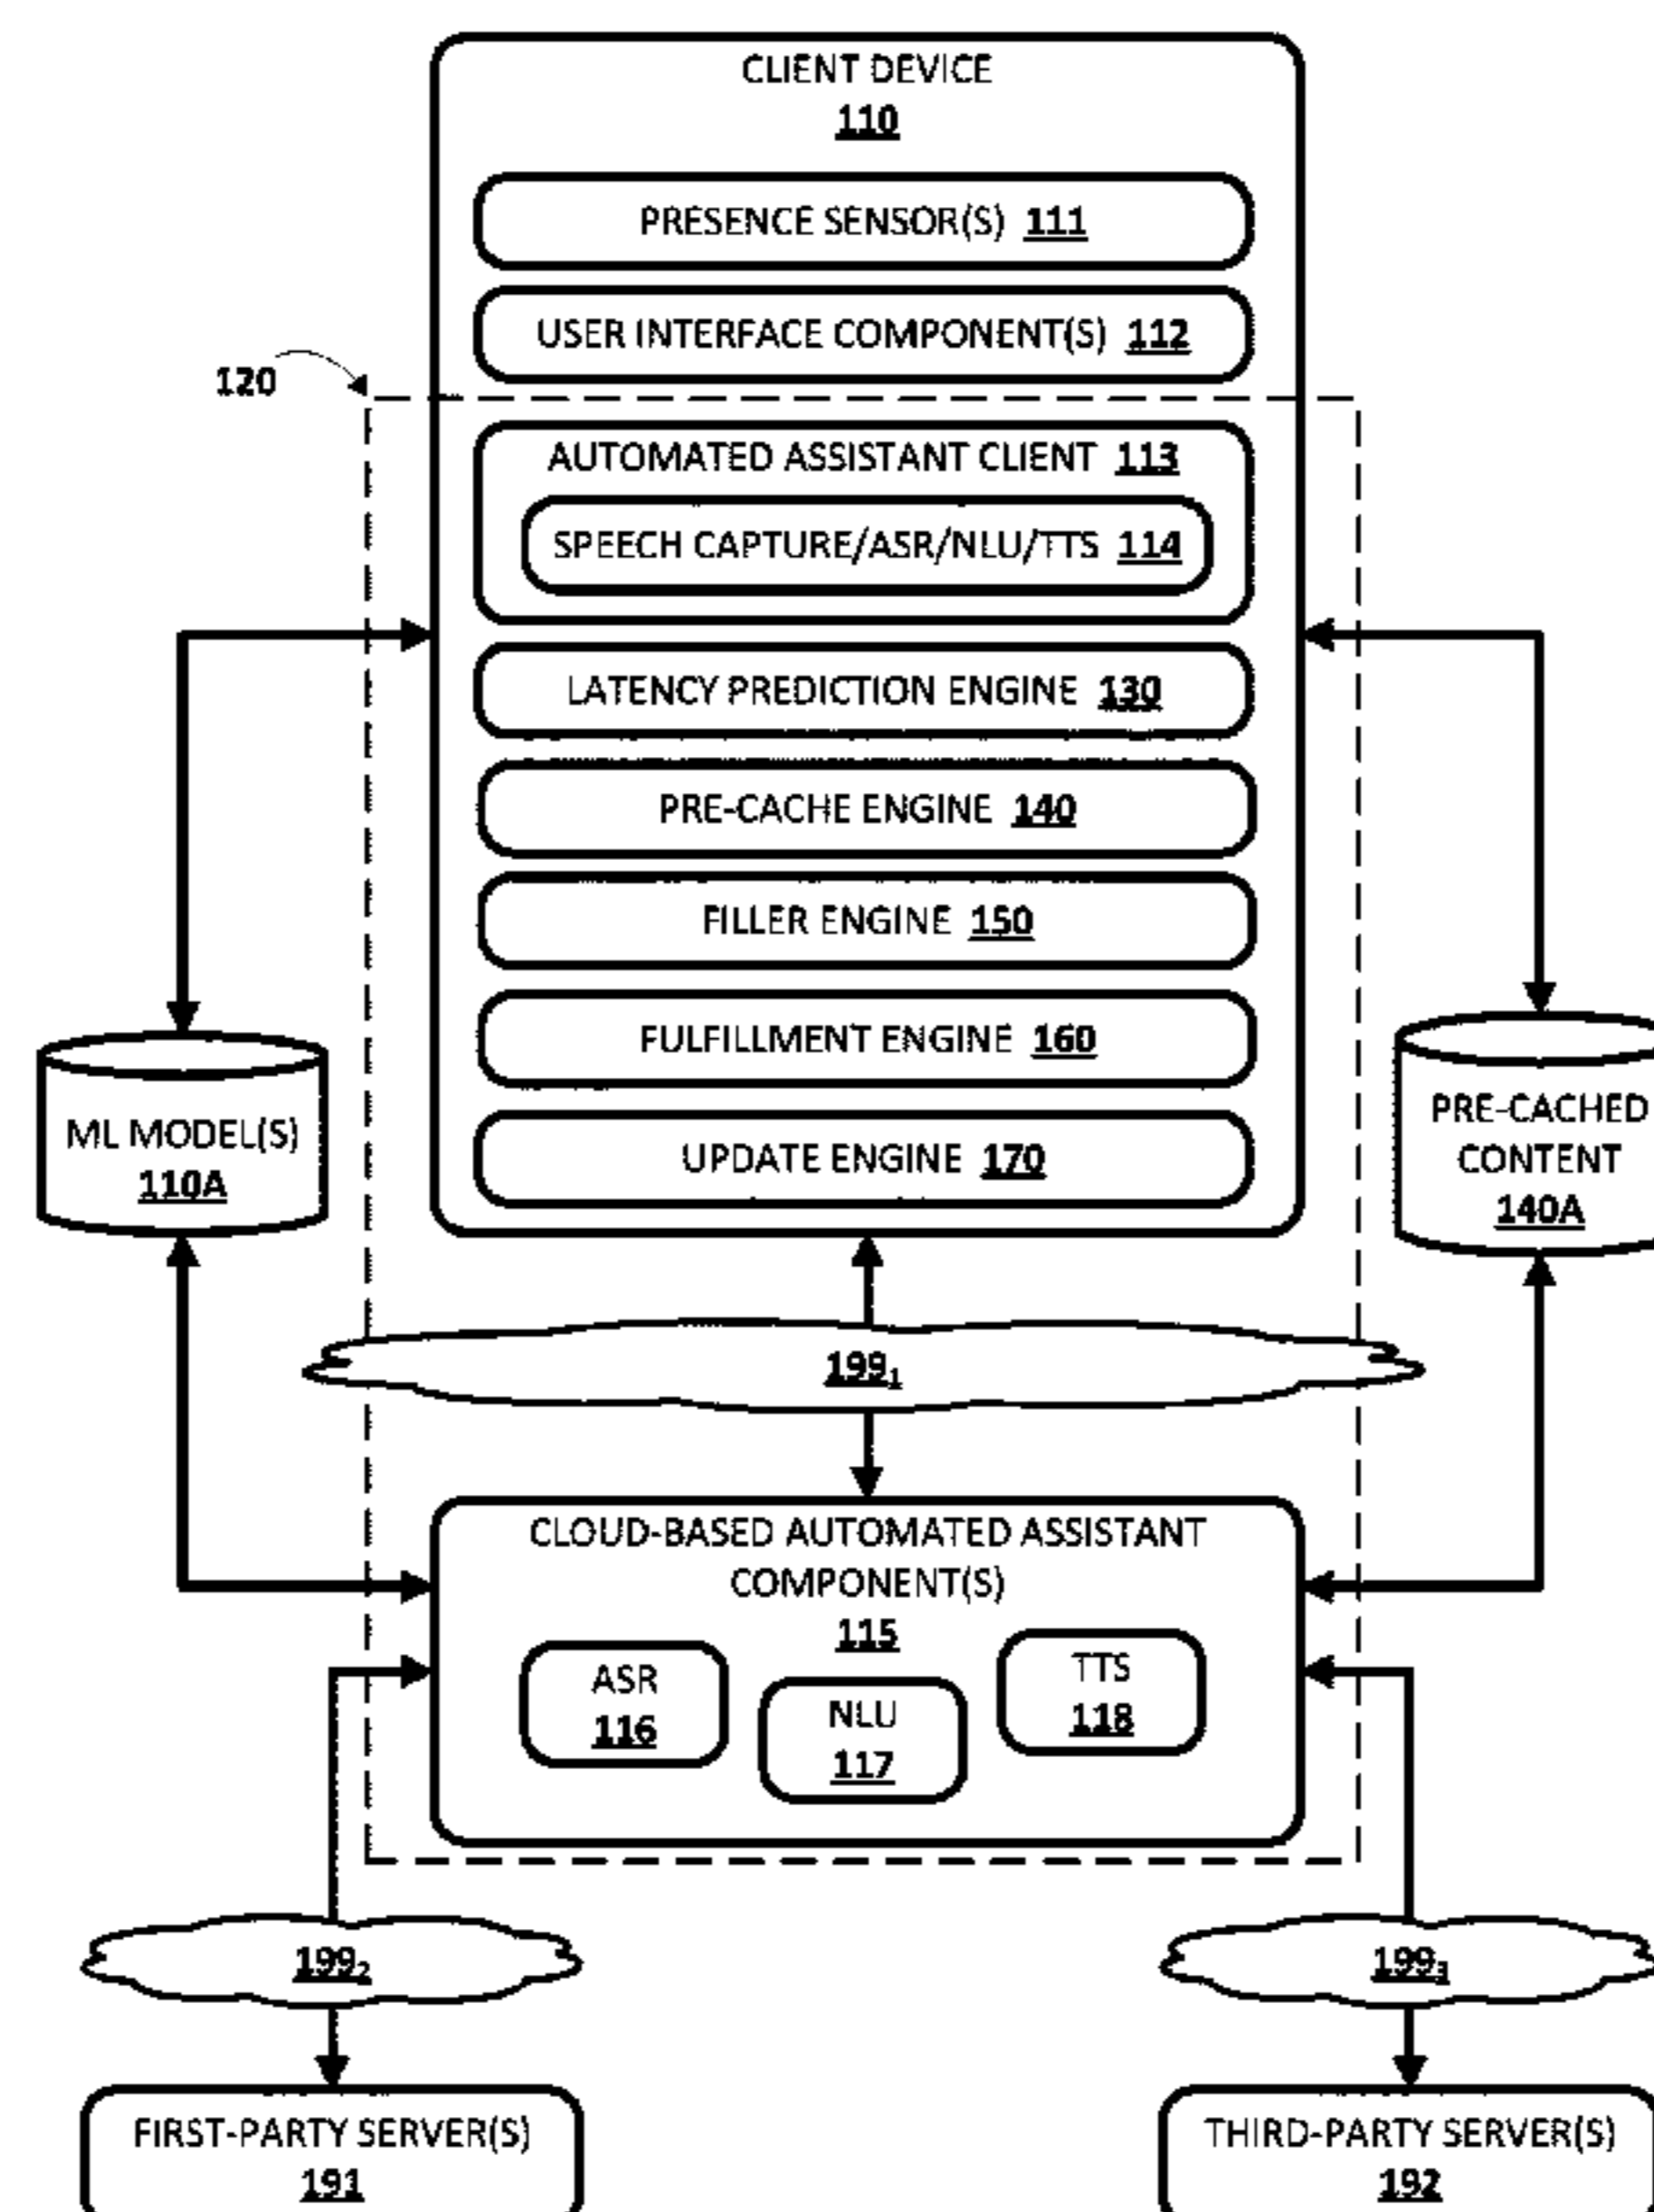 CLIENT DEVICE
110
PRESENCE SENSOR(S) 111
USER INTERFACE COMPONENT(S) 112
120
AUTOMATED ASSISTANT CLIENT 113
SPEECH CAPTURE/ASR/NLU/TTS 114
LATENCY PREDICTION ENGINE 130
PRE-CACHE ENGINE 140
FILLER ENGINE 150
FULFILLMENT ENGINE 160
UPDATE ENGINE 170
ML MODEL(S)
110A
PRE-CACHED
CONTENT
140A
199₁
CLOUD-BASED AUTOMATED ASSISTANT
COMPONENT(S)
115
ASR
116
NLU
117
TTS
118
199₂
199₃
FIRST-PARTY SERVER(S)
191
THIRD-PARTY SERVER(S)
192